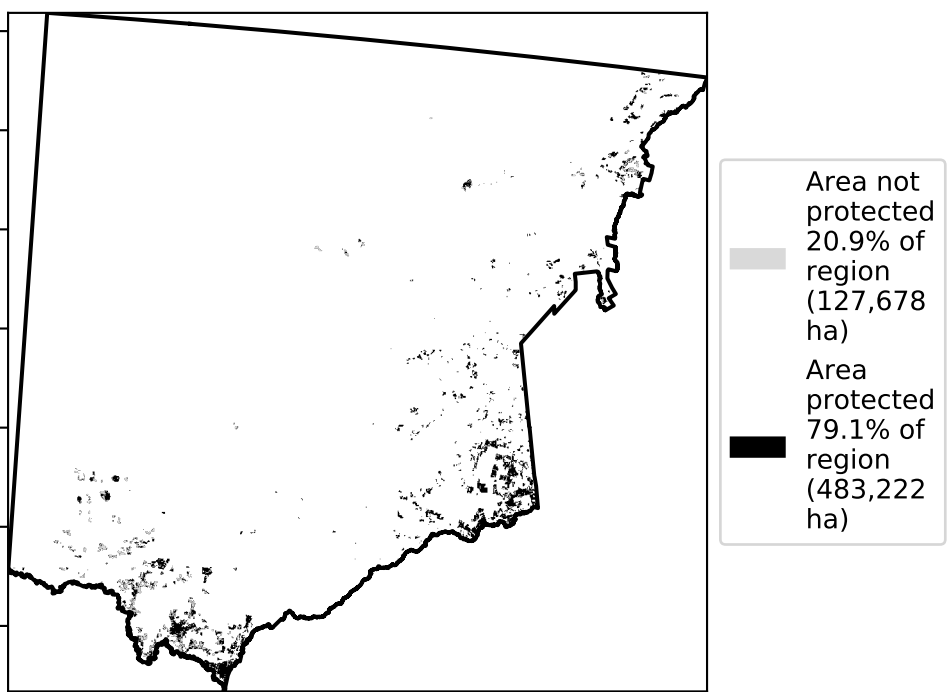 Area not
protected
20.9% of
region
(127,678
ha)
Area
protected
79.1% of
region
(483,222
ha)